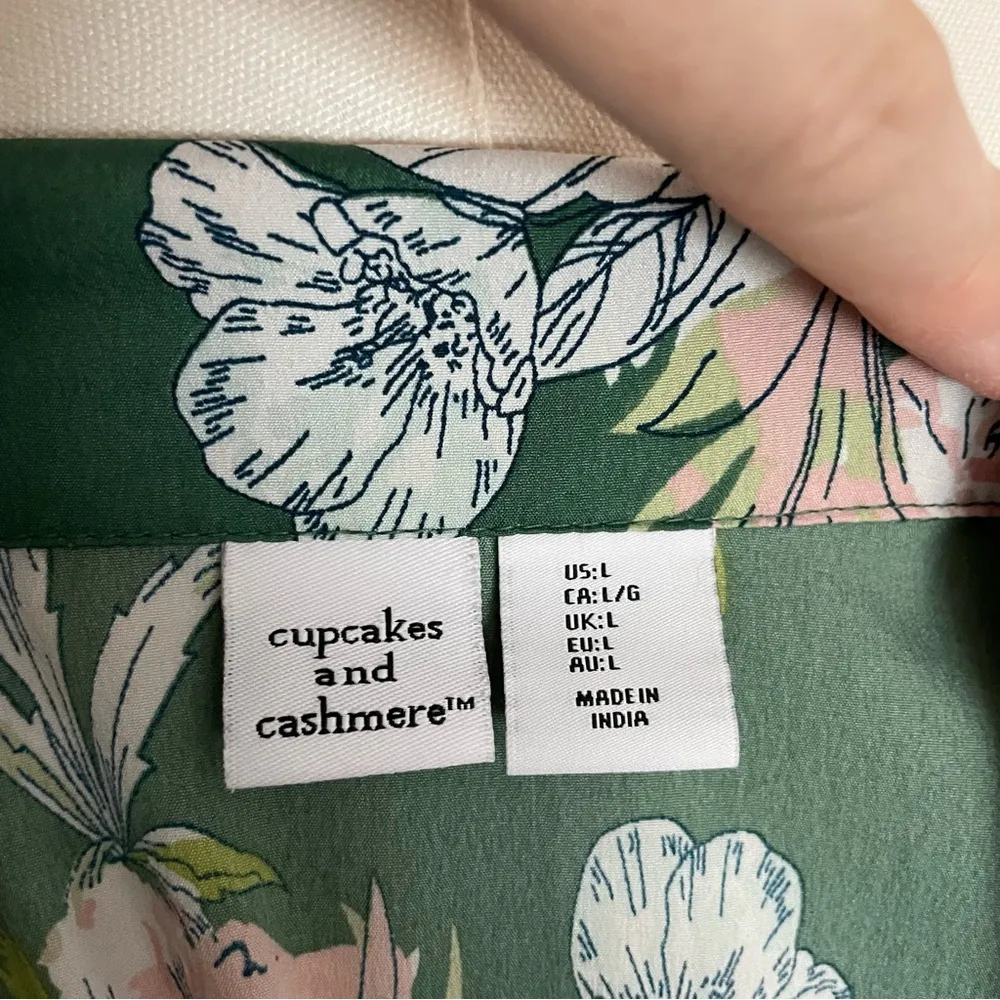 cupcakes
and
cashmere™
US:L
CA:L/G
UK:L
EU:L
AU:L
MADE IN
INDIA